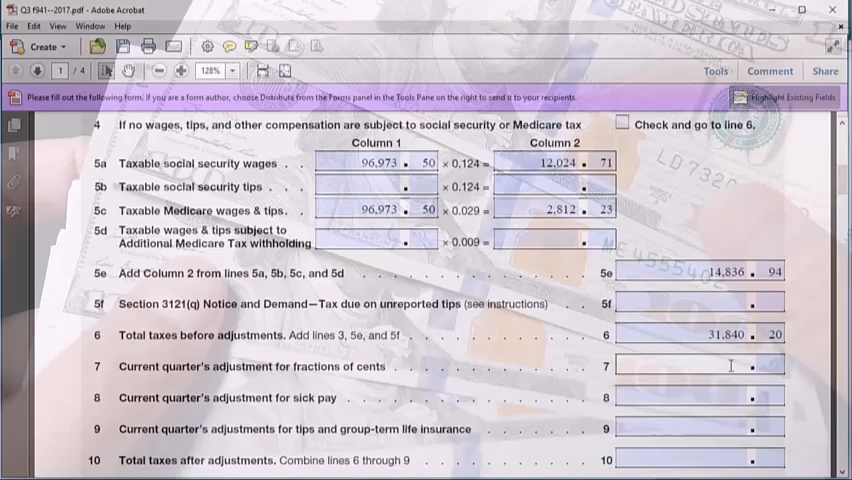 Q3 f941--2017.pdf - Adobe Acrobat
File Edit View Window Help
Create
1 / 4 128% Tools Comment Share
Please fill out the following form. If you are a form author, choose Distribute from the Forms panel in the Tools Pane on the right to send it to your recipients. Highlight Existing Fields
4 If no wages, tips, and other compensation are subject to social security or Medicare tax Check and go to line 6.
Column 1 Column 2
5a Taxable social security wages . . 96,973 . 50 × 0.124 = 12,024 . 71
5b Taxable social security tips . . . . × 0.124 = .
5c Taxable Medicare wages & tips. . 96,973 . 50 × 0.029 = 2,812 . 23
5d Taxable wages & tips subject to
Additional Medicare Tax withholding . × 0.009 = .
5e Add Column 2 from lines 5a, 5b, 5c, and 5d . . . . . . . . . . . 5e 14,836 . 94
5f Section 3121(q) Notice and Demand—Tax due on unreported tips (see instructions) . . 5f .
6 Total taxes before adjustments. Add lines 3, 5e, and 5f . . . . . . . . . 6 31,840 . 20
7 Current quarter's adjustment for fractions of cents . . . . . . . . . . 7 .
8 Current quarter's adjustment for sick pay . . . . . . . . . . . . 8 .
9 Current quarter's adjustments for tips and group-term life insurance . . . . . . 9 .
10 Total taxes after adjustments. Combine lines 6 through 9 . . . . . . . . 10 .
LD 7320
ME 4555402